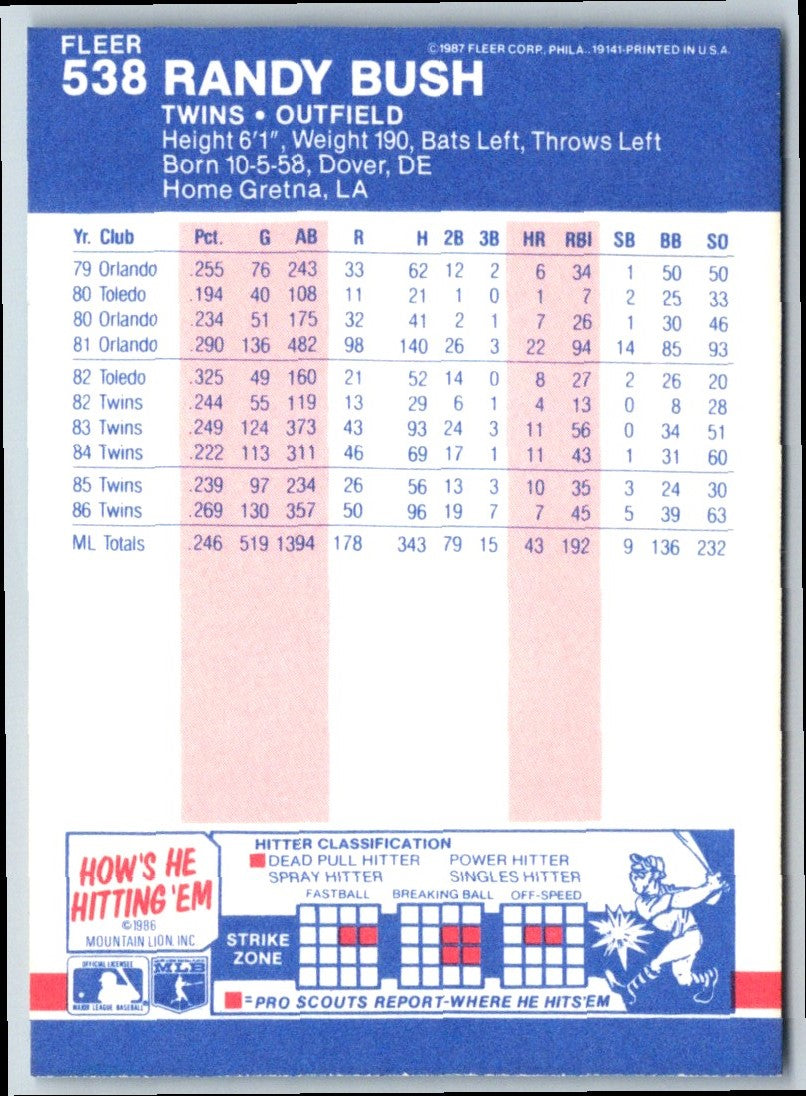 FLEER
©1987 FLEER CORP., PHILA., 19141-PRINTED IN U.S.A.
538 RANDY BUSH
TWINS • OUTFIELD
Height 6'1", Weight 190, Bats Left, Throws Left
Born 10-5-58, Dover, DE
Home Gretna, LA
Yr. Club Pct. G AB R H 2B 3B HR RBI SB BB SO
79 Orlando .255 76 243 33 62 12 2 6 34 1 50 50
80 Toledo .194 40 108 11 21 1 0 1 7 2 25 33
80 Orlando .234 51 175 32 41 2 1 7 26 1 30 46
81 Orlando .290 136 482 98 140 26 3 22 94 14 85 93
82 Toledo .325 49 160 21 52 14 0 8 27 2 26 20
82 Twins .244 55 119 13 29 6 1 4 13 0 8 28
83 Twins .249 124 373 43 93 24 3 11 56 0 34 51
84 Twins .222 113 311 46 69 17 1 11 43 1 31 60
85 Twins .239 97 234 26 56 13 3 10 35 3 24 30
86 Twins .269 130 357 50 96 19 7 7 45 5 39 63
ML Totals .246 519 1394 178 343 79 15 43 192 9 136 232
HOW'S HE
HITTING 'EM
©1986
MOUNTAIN LION, INC
HITTER CLASSIFICATION
DEAD PULL HITTER POWER HITTER
SPRAY HITTER SINGLES HITTER
FASTBALL BREAKING BALL OFF-SPEED
STRIKE
ZONE
=PRO SCOUTS REPORT-WHERE HE HITS 'EM
OFFICIAL LICENSEE
MAJOR LEAGUE BASEBALL
MLB